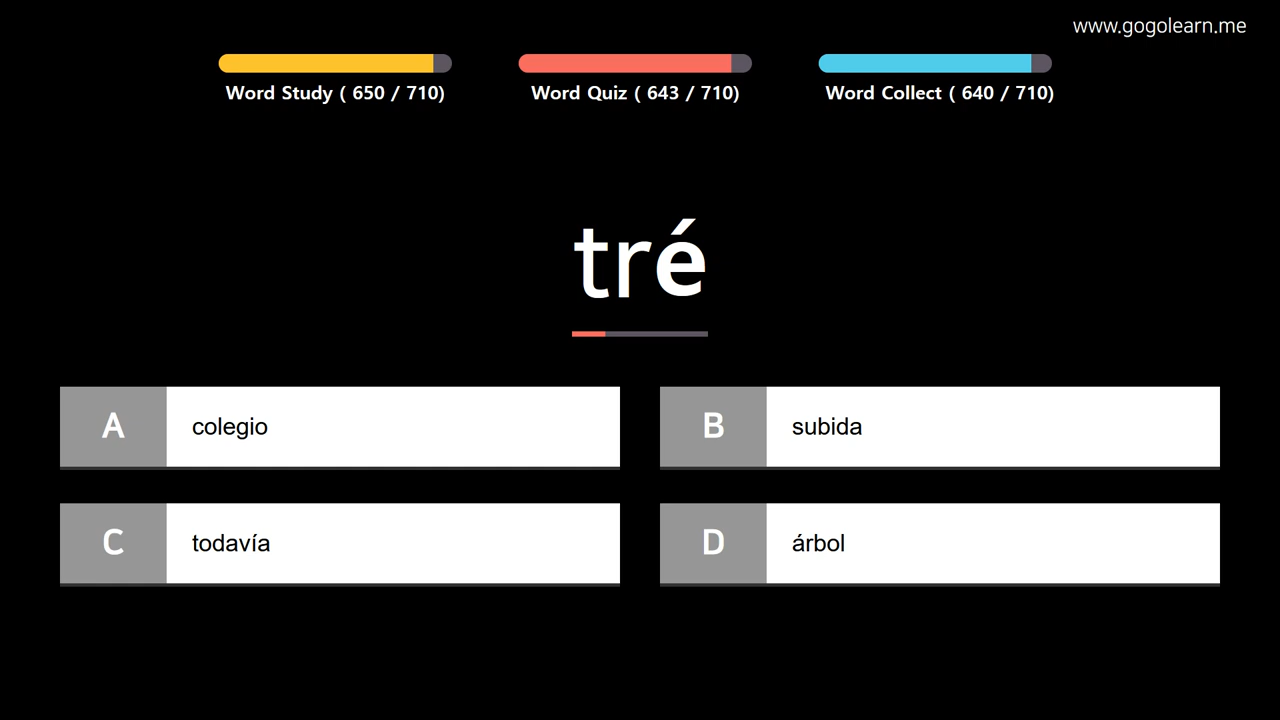 www.gogolearn.me
Word Study ( 650 / 710)
Word Quiz ( 643 / 710)
Word Collect ( 640 / 710)
tré
A colegio
B subida
C todavía
D árbol